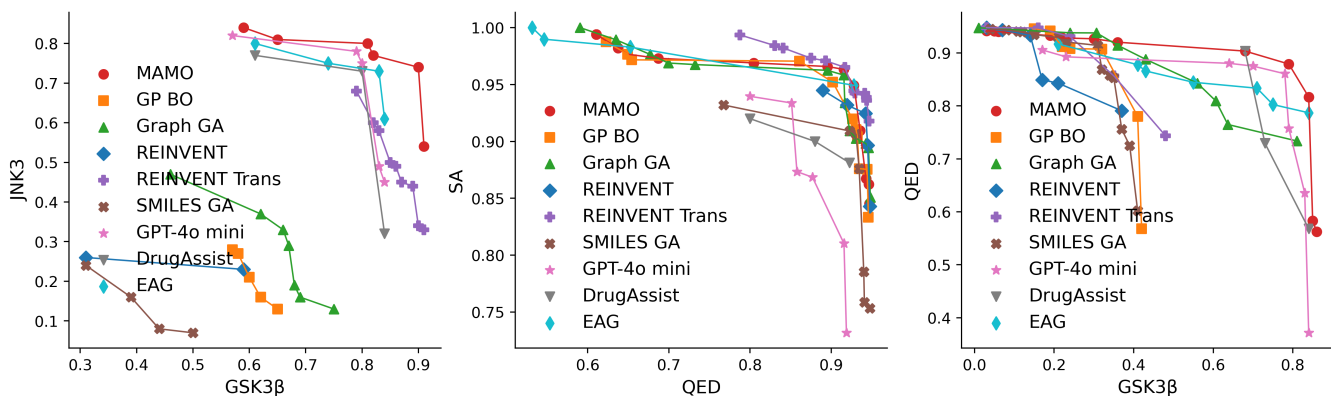 0.8
0.7
0.6
0.5
0.4
0.3
0.2
0.1
JNK3
MAMO
GP BO
Graph GA
REINVENT
REINVENT Trans
SMILES GA
GPT-4o mini
DrugAssist
EAG
0.3 0.4 0.5 0.6 0.7 0.8 0.9
GSK3β
1.00
0.95
0.90
0.85
0.80
0.75
SA
MAMO
GP BO
Graph GA
REINVENT
REINVENT Trans
SMILES GA
GPT-4o mini
DrugAssist
EAG
0.6 0.7 0.8 0.9
QED
0.9
0.8
0.7
0.6
0.5
0.4
QED
MAMO
GP BO
Graph GA
REINVENT
REINVENT Trans
SMILES GA
GPT-4o mini
DrugAssist
EAG
0.0 0.2 0.4 0.6 0.8
GSK3β